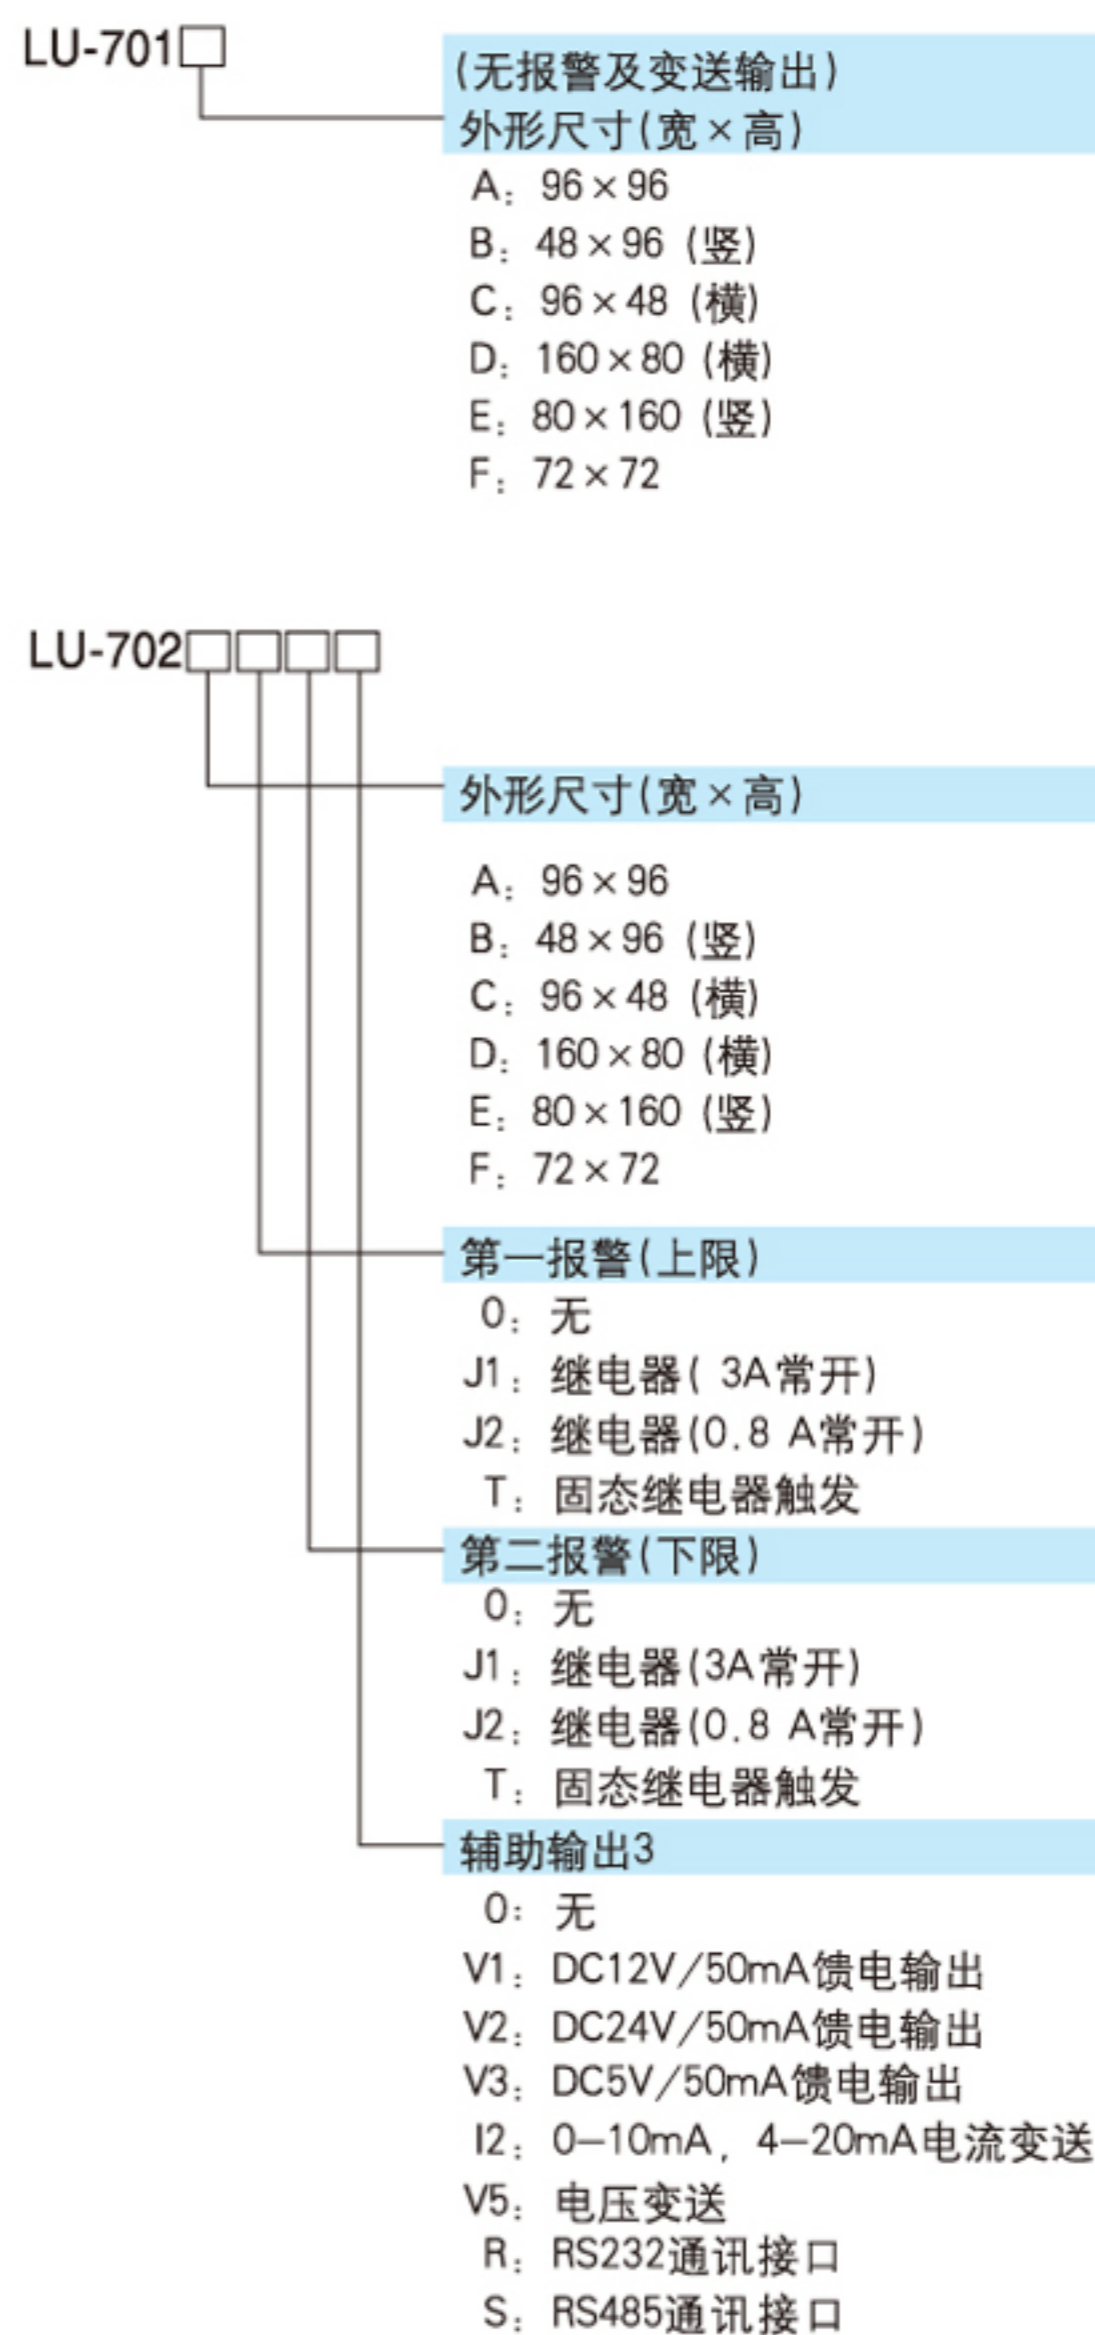 LU-701□
(无报警及变送输出)
外形尺寸(宽×高)
A: 96×96
B: 48×96 (竖)
C: 96×48 (横)
D: 160×80 (横)
E: 80×160 (竖)
F: 72×72
LU-702□□□□
外形尺寸(宽×高)
A: 96×96
B: 48×96 (竖)
C: 96×48 (横)
D: 160×80 (横)
E: 80×160 (竖)
F: 72×72
第一报警(上限)
0: 无
J1: 继电器( 3A常开)
J2: 继电器(0.8 A常开)
T: 固态继电器触发
第二报警(下限)
0: 无
J1: 继电器(3A常开)
J2: 继电器(0.8 A常开)
T: 固态继电器触发
辅助输出3
0: 无
V1: DC12V/50mA馈电输出
V2: DC24V/50mA馈电输出
V3: DC5V/50mA馈电输出
I2: 0—10mA, 4—20mA电流变送
V5: 电压变送
R: RS232通讯接口
S: RS485通讯接口